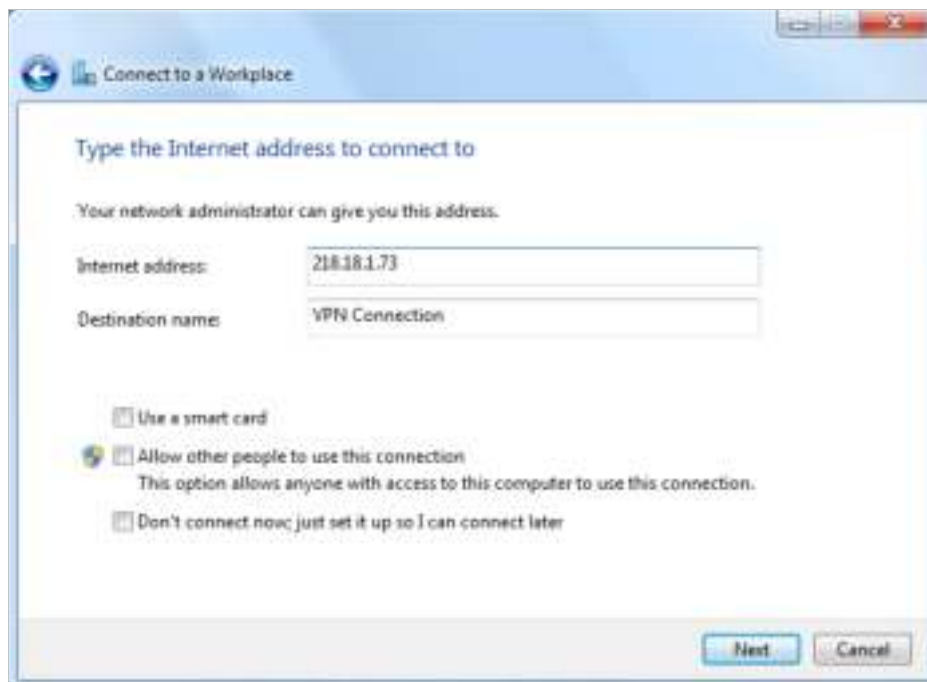 Connect to a Workplace
Type the Internet address to connect to
Your network administrator can give you this address.
Internet address: 218.18.1.73
Destination name: VPN Connection
Use a smart card
Allow other people to use this connection
This option allows anyone with access to this computer to use this connection.
Don't connect now; just set it up so I can connect later
Next Cancel